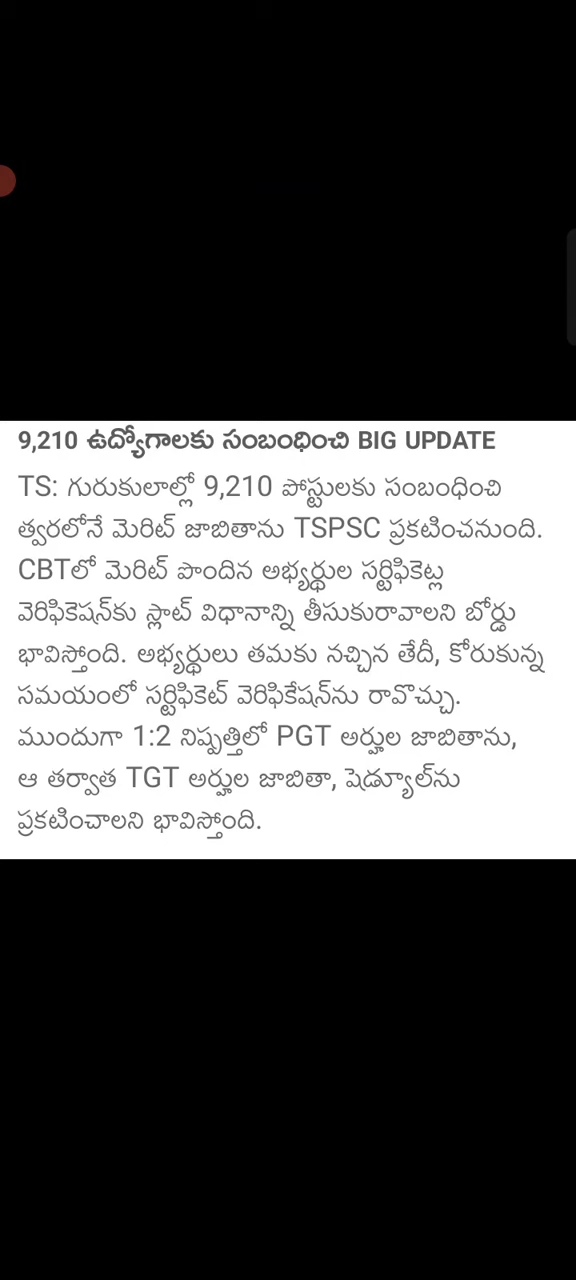 9,210 ఉద్యోగాలకు సంబంధించి BIG UPDATE
TS: గురుకులాల్లో 9,210 పోస్టులకు సంబంధించి
త్వరలోనే మెరిట్ జాబితాను TSPSC ప్రకటించనుంది.
CBTలో మెరిట్ పొందిన అభ్యర్థుల సర్టిఫికెట్ల
వెరిఫికెషన్‌కు స్లాట్ విధానాన్ని తీసుకురావాలని బోర్డు
భావిస్తోంది. అభ్యర్థులు తమకు నచ్చిన తేదీ, కోరుకున్న
సమయంలో సర్టిఫికెట్ వెరిఫికేషన్‌ను రావొచ్చు.
ముందుగా 1:2 నిష్పత్తిలో PGT అర్హుల జాబితాను,
ఆ తర్వాత TGT అర్హుల జాబితా, షెడ్యూల్‌ను
ప్రకటించాలని భావిస్తోంది.